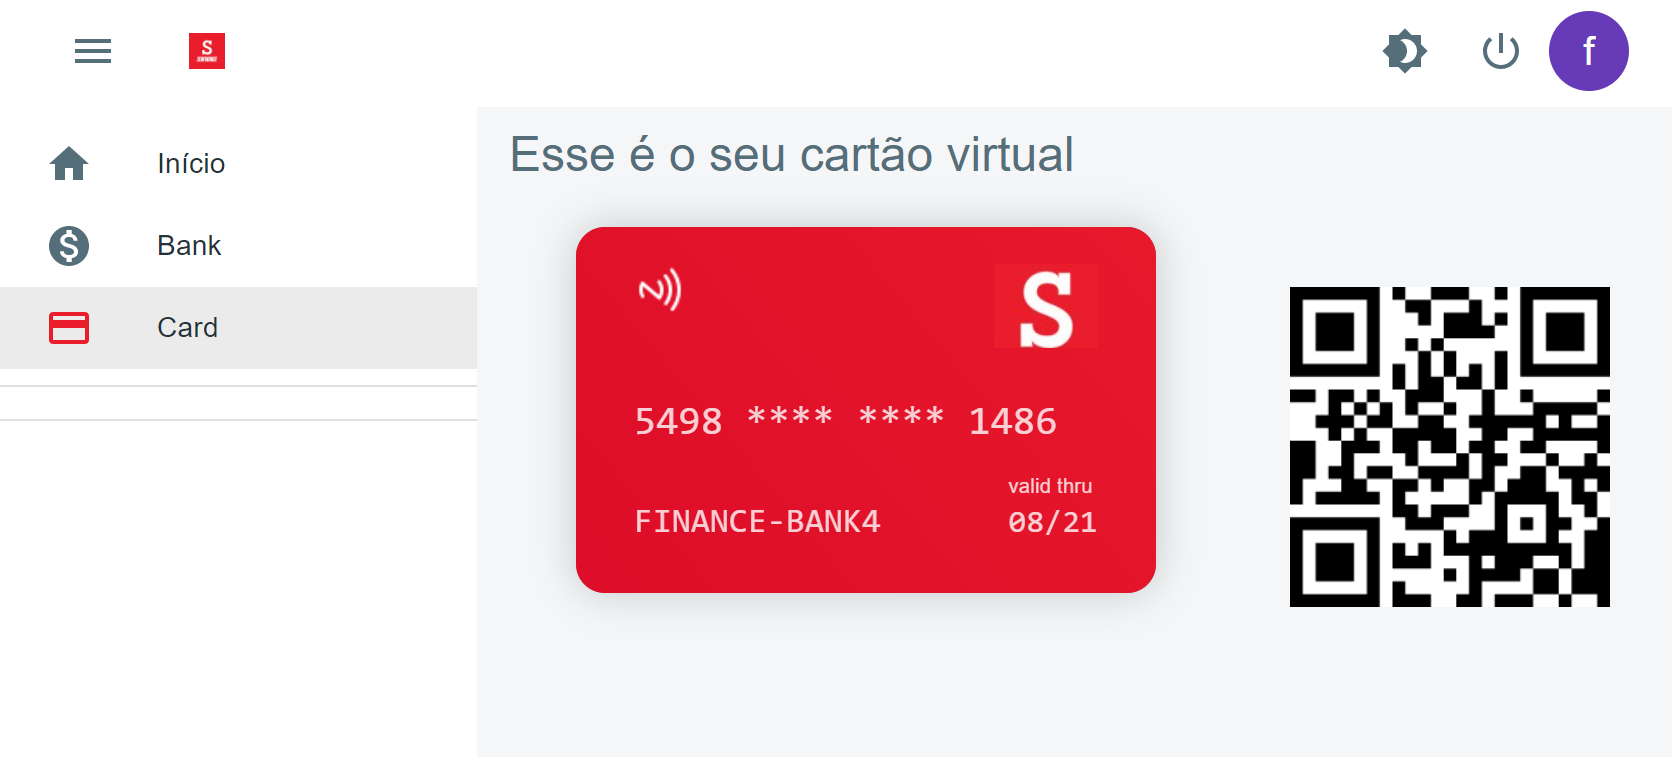 S
f
Início
Bank
Card
Esse é o seu cartão virtual
S
5498 **** **** 1486
valid thru
FINANCE-BANK4
08/21